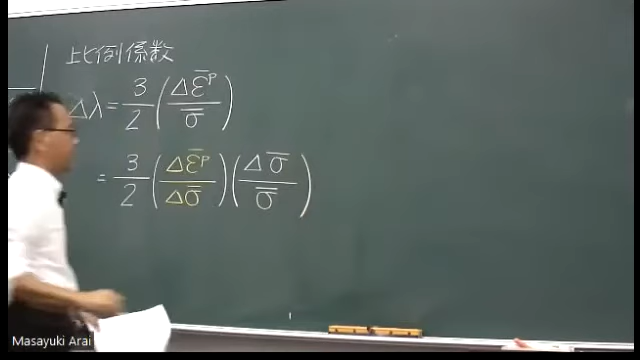 比例係数
Δλ = 3/2 (Δε̄ᵖ/σ̄)
= 3/2 (Δε̄ᵖ/Δσ̄)(Δσ̄/σ̄)
Masayuki Arai